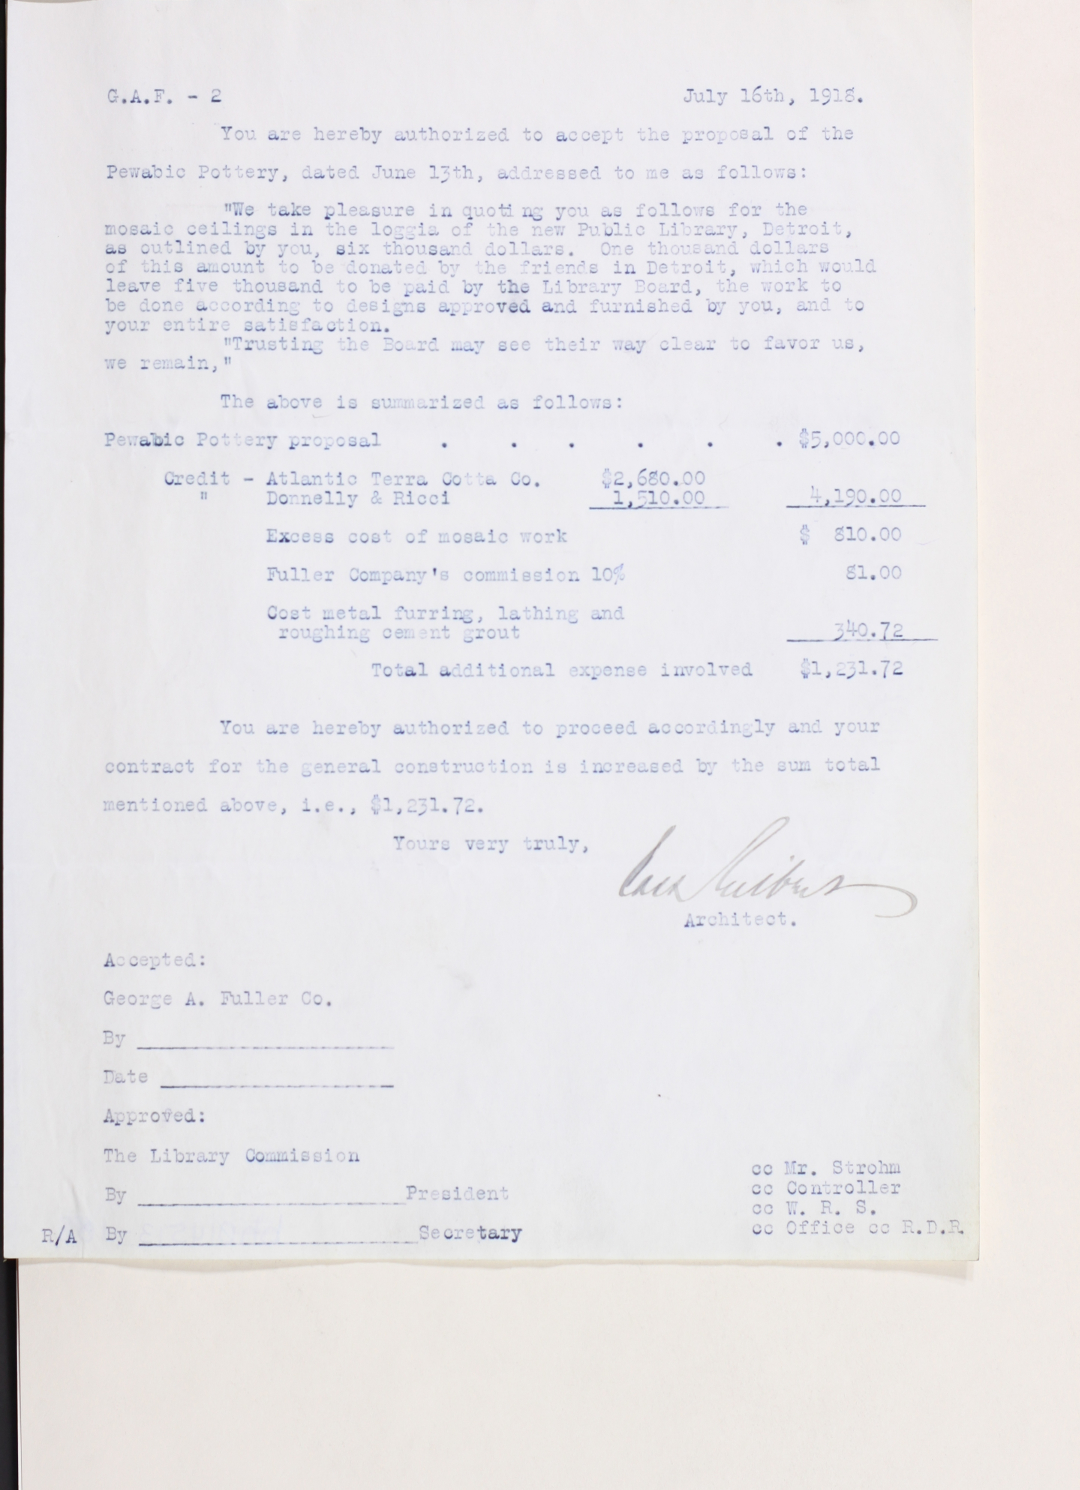 G.A.F. - 2 July 16th, 1918.
You are hereby authorized to accept the proposal of the
Pewabic Pottery, dated June 13th, addressed to me as follows:
"We take pleasure in quoting you as follows for the
mosaic ceilings in the loggia of the new Public Library, Detroit,
as outlined by you, six thousand dollars. One thousand dollars
of this amount to be donated by the friends in Detroit, which would
leave five thousand to be paid by the Library Board, the work to
be done according to designs approved and furnished by you, and to
your entire satisfaction.
"Trusting the Board may see their way clear to favor us,
we remain,"
The above is summarized as follows:
Pewabic Pottery proposal . . . . . . $5,000.00
Credit - Atlantic Terra Cotta Co. $2,680.00
" Donnelly & Ricci 1,510.00 4,190.00
Excess cost of mosaic work $ 810.00
Fuller Company's commission 10% 81.00
Cost metal furring, lathing and
roughing cement grout 340.72
Total additional expense involved $1,231.72
You are hereby authorized to proceed accordingly and your
contract for the general construction is increased by the sum total
mentioned above, i.e., $1,231.72.
Yours very truly,
Cass Gilbert
Architect.
Accepted:
George A. Fuller Co.
By
Date
Approved:
The Library Commission
By President
R/A By Secretary
cc Mr. Strohm
cc Controller
cc W. R. S.
cc Office cc R.D.R.